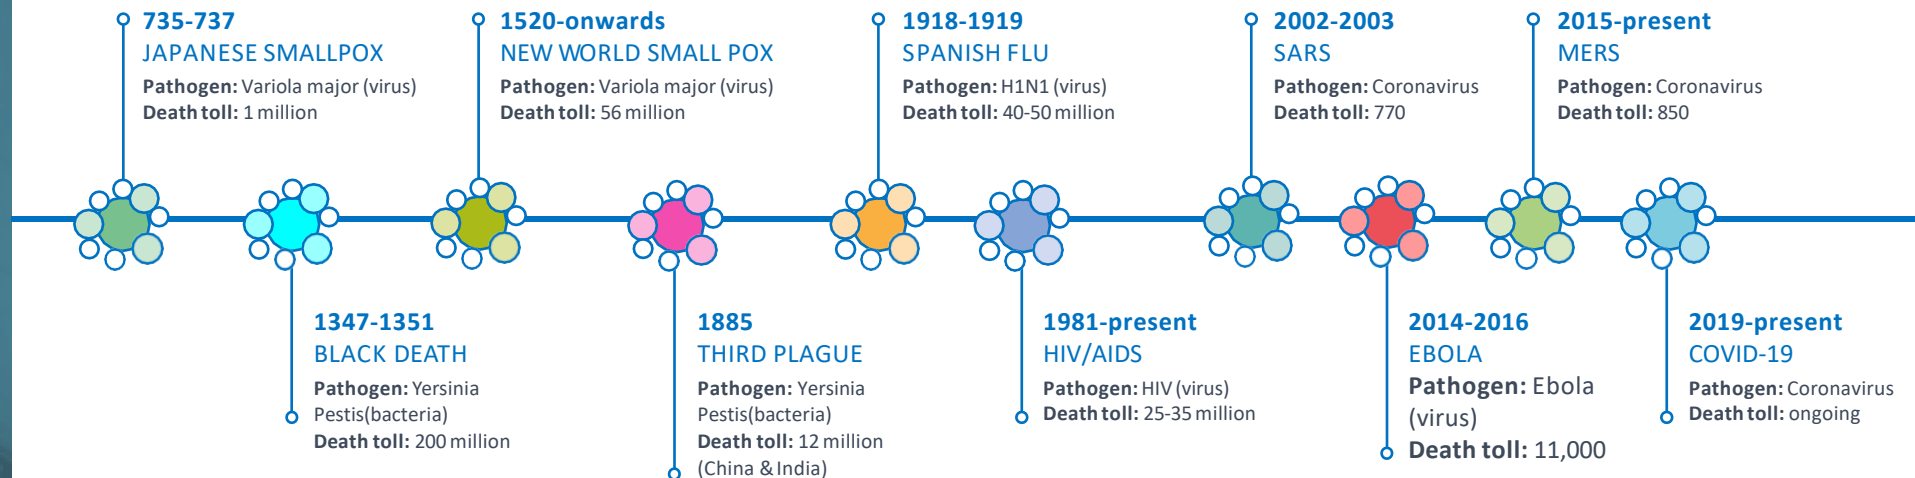 735-737
JAPANESE SMALLPOX
Pathogen: Variola major (virus)
Death toll: 1 million
1520-onwards
NEW WORLD SMALL POX
Pathogen: Variola major (virus)
Death toll: 56 million
1918-1919
SPANISH FLU
Pathogen: H1N1 (virus)
Death toll: 40-50 million
2002-2003
SARS
Pathogen: Coronavirus
Death toll: 770
2015-present
MERS
Pathogen: Coronavirus
Death toll: 850
1347-1351
BLACK DEATH
Pathogen: Yersinia
Pestis(bacteria)
Death toll: 200 million
1885
THIRD PLAGUE
Pathogen: Yersinia
Pestis(bacteria)
Death toll: 12 million
(China & India)
1981-present
HIV/AIDS
Pathogen: HIV (virus)
Death toll: 25-35 million
2014-2016
EBOLA
Pathogen: Ebola
(virus)
Death toll: 11,000
2019-present
COVID-19
Pathogen: Coronavirus
Death toll: ongoing